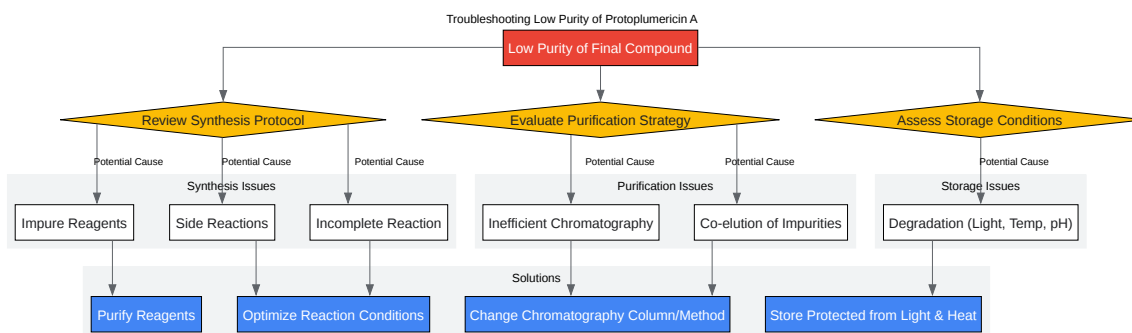 Troubleshooting Low Purity of Protoplumericin A
Low Purity of Final Compound
Review Synthesis Protocol
Evaluate Purification Strategy
Assess Storage Conditions
Potential Cause
Potential Cause
Potential Cause
Potential Cause
Potential Cause
Potential Cause
Synthesis Issues
Purification Issues
Storage Issues
Impure Reagents
Side Reactions
Incomplete Reaction
Inefficient Chromatography
Co-elution of Impurities
Degradation (Light, Temp, pH)
Solutions
Purify Reagents
Optimize Reaction Conditions
Change Chromatography Column/Method
Store Protected from Light & Heat